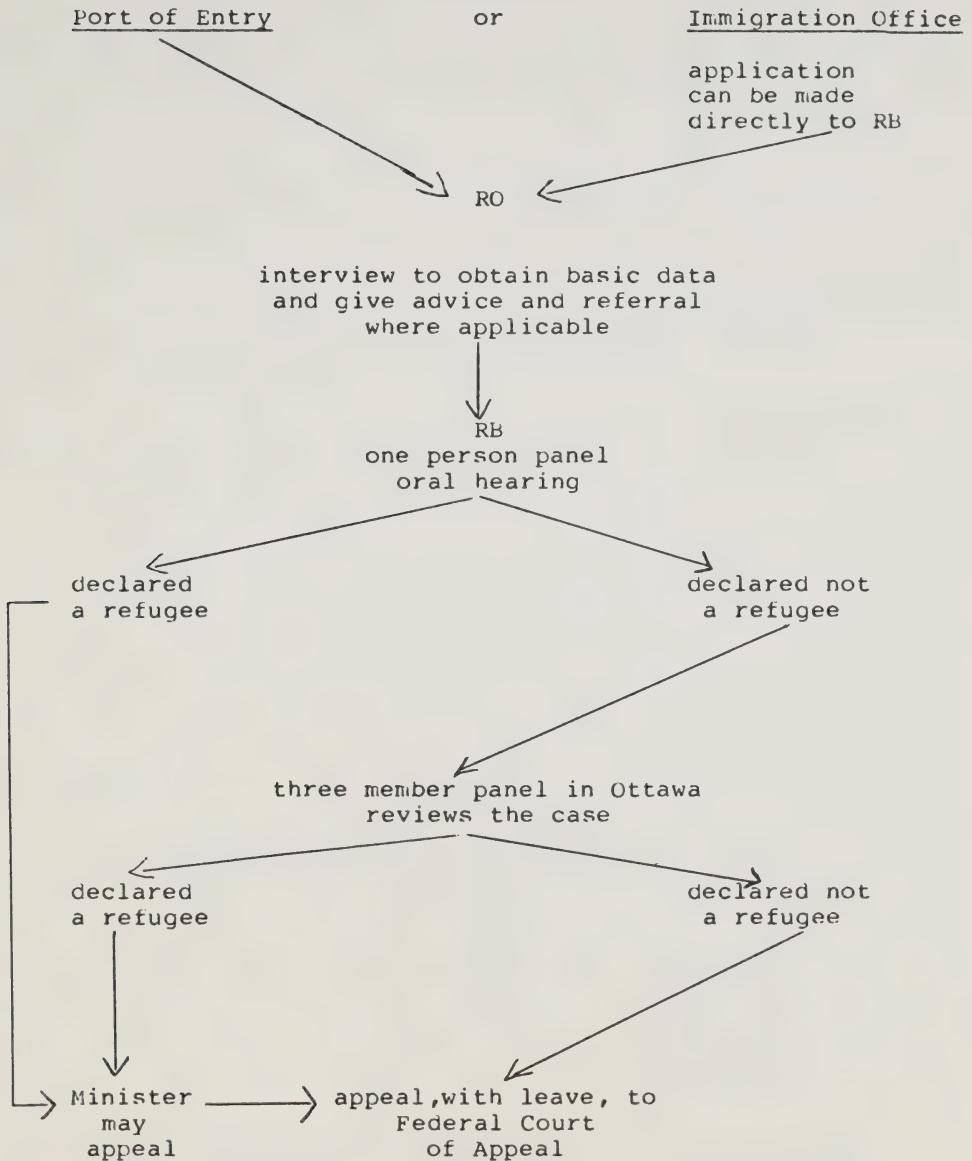 Port of Entry or Immigration Office
application
can be made
directly to RB
RO
interview to obtain basic data
and give advice and referral
where applicable
RB
one person panel
oral hearing
declared
a refugee
declared not
a refugee
three member panel in Ottawa
reviews the case
declared
a refugee
declared not
a refugee
Minister
may
appeal
appeal,with leave, to
Federal Court
of Appeal